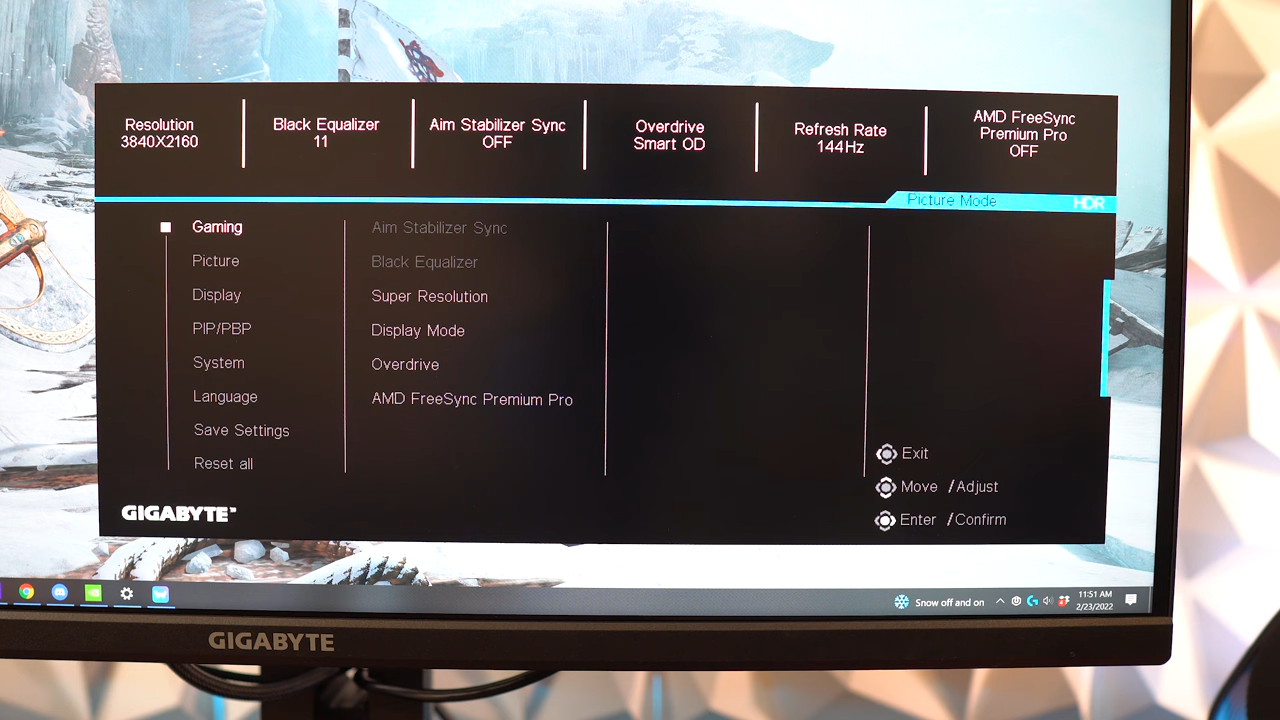 Resolution
3840X2160
Black Equalizer
11
Aim Stabilizer Sync
OFF
Overdrive
Smart OD
Refresh Rate
144Hz
AMD FreeSync
Premium Pro
OFF
Picture Mode
HDR
Gaming
Picture
Display
PIP/PBP
System
Language
Save Settings
Reset all
Aim Stabilizer Sync
Black Equalizer
Super Resolution
Display Mode
Overdrive
AMD FreeSync Premium Pro
Exit
Move /Adjust
Enter /Confirm
GIGABYTE™
Snow off and on
11:51 AM
2/23/2022
GIGABYTE